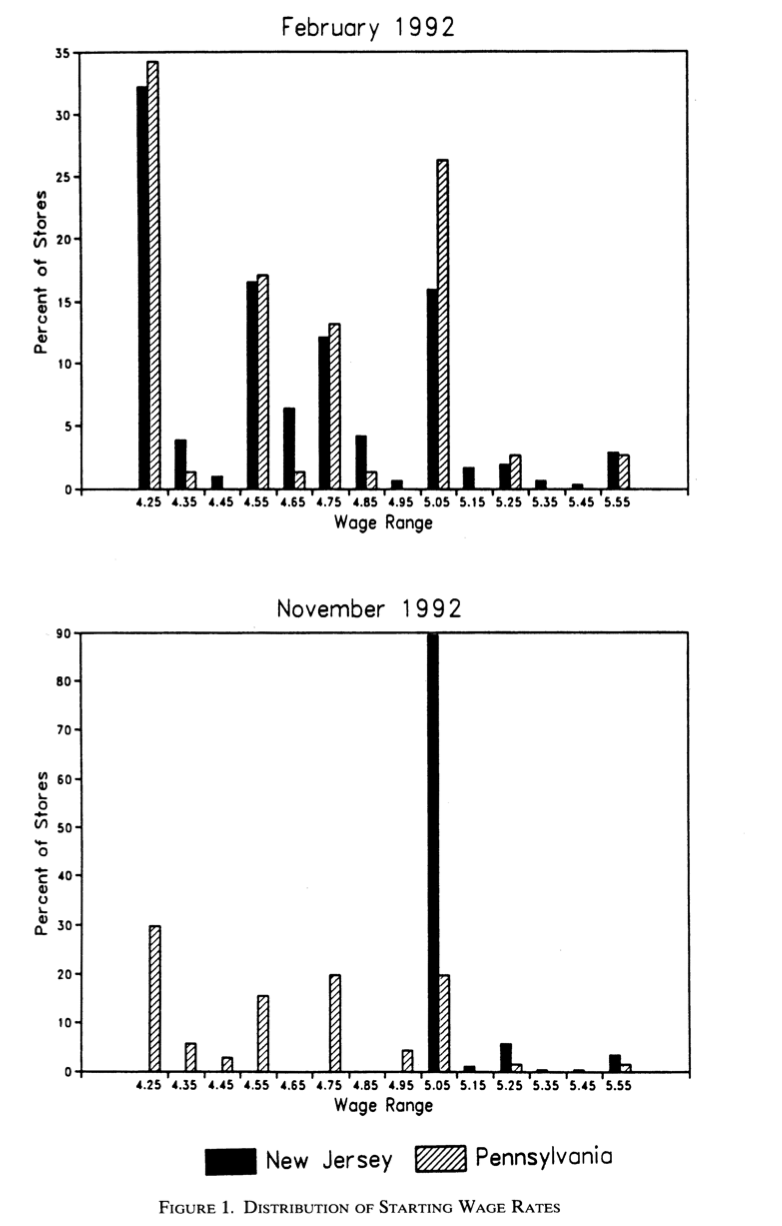 February 1992
35
30
25
20
15
10
5
0
Percent of Stores
4.25 4.35 4.45 4.55 4.65 4.75 4.85 4.95 5.05 5.15 5.25 5.35 5.45 5.55
Wage Range
November 1992
90
80
70
60
50
40
30
20
10
0
Percent of Stores
4.25 4.35 4.45 4.55 4.65 4.75 4.85 4.95 5.05 5.15 5.25 5.35 5.45 5.55
Wage Range
New Jersey Pennsylvania
FIGURE 1. DISTRIBUTION OF STARTING WAGE RATES